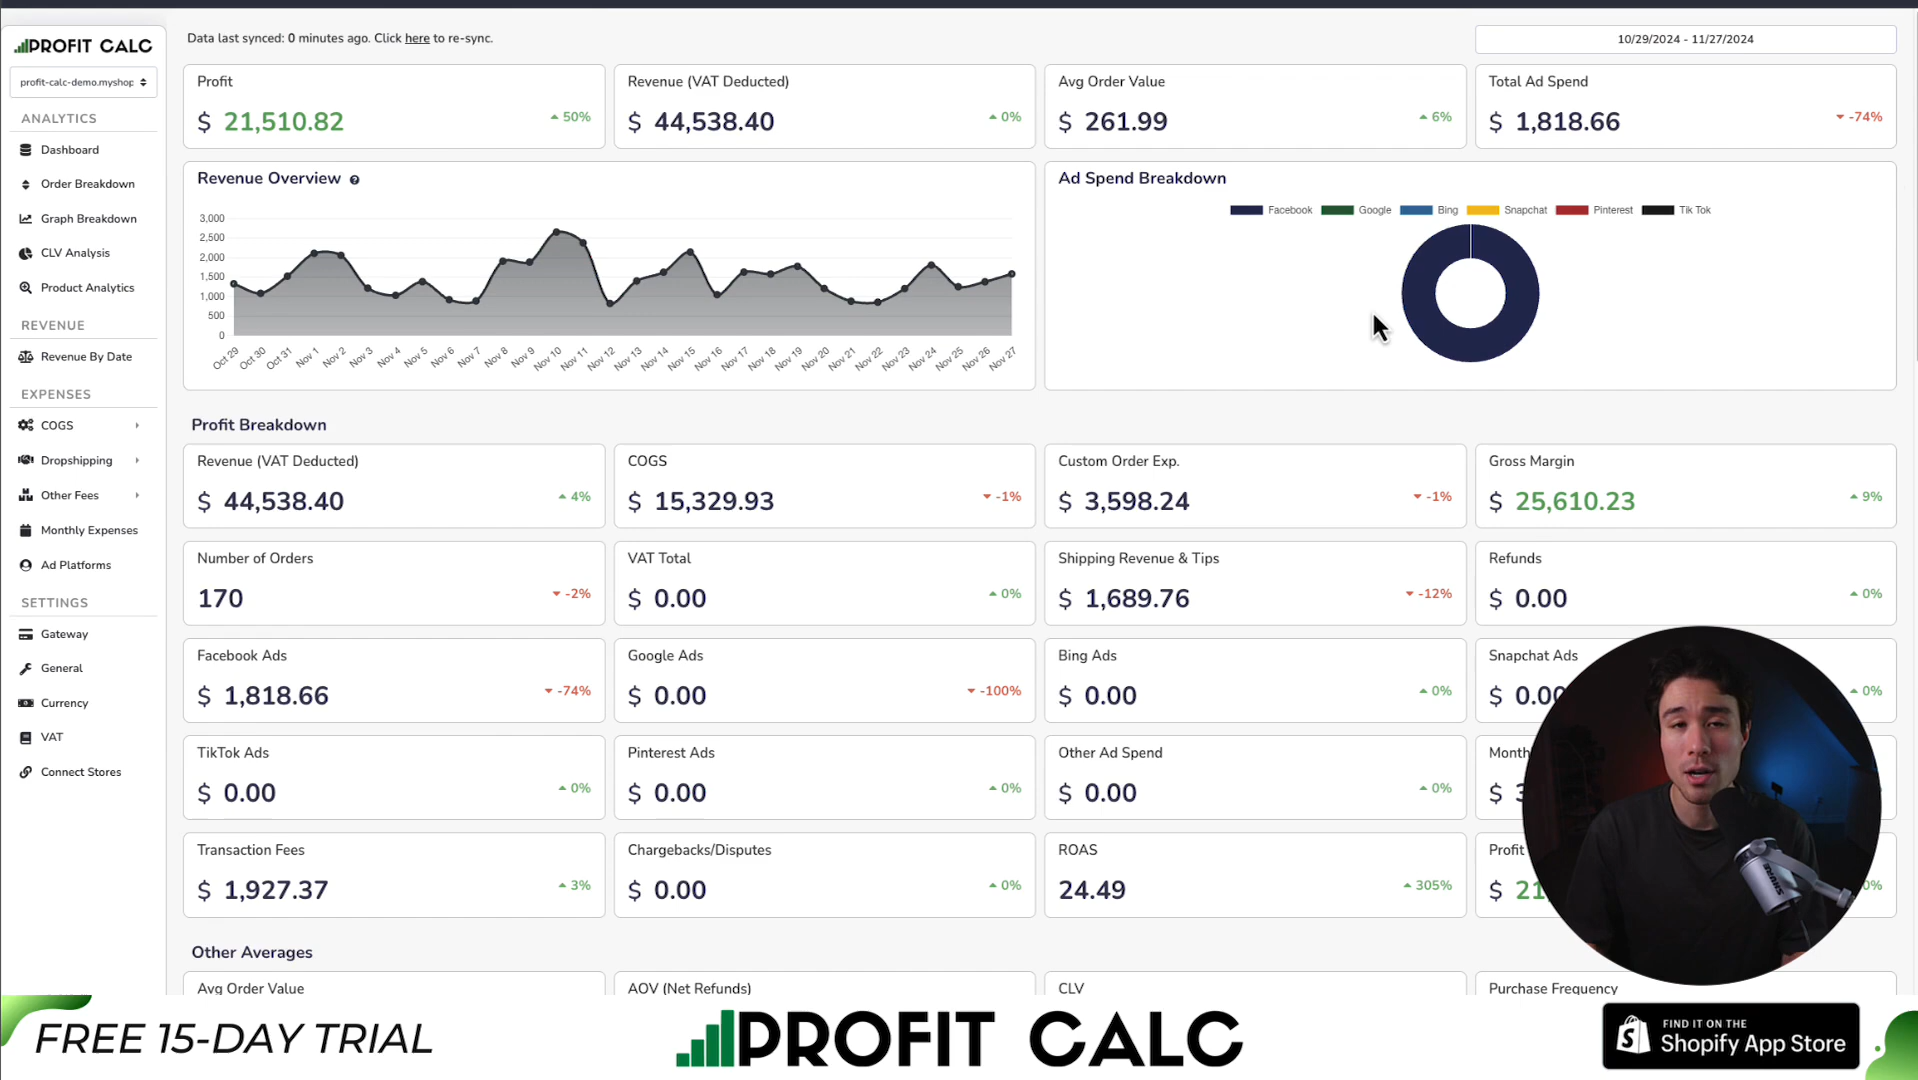 PROFIT CALC
profit-calc-demo.myshop
ANALYTICS
Dashboard
Order Breakdown
Graph Breakdown
CLV Analysis
Product Analytics
REVENUE
Revenue By Date
EXPENSES
COGS
Dropshipping
Other Fees
Monthly Expenses
Ad Platforms
SETTINGS
Gateway
General
Currency
VAT
Connect Stores
Data last synced: 0 minutes ago. Click here to re-sync.
10/29/2024 - 11/27/2024
Profit
$ 21,510.82 50%
Revenue (VAT Deducted)
$ 44,538.40 0%
Avg Order Value
$ 261.99 6%
Total Ad Spend
$ 1,818.66 -74%
Revenue Overview ?
3,000
2,500
2,000
1,500
1,000
500
0
Oct 29 Oct 30 Oct 31 Nov 1 Nov 2 Nov 3 Nov 4 Nov 5 Nov 6 Nov 7 Nov 8 Nov 9 Nov 10 Nov 11 Nov 12 Nov 13 Nov 14 Nov 15 Nov 16 Nov 17 Nov 18 Nov 19 Nov 20 Nov 21 Nov 22 Nov 23 Nov 24 Nov 25 Nov 26 Nov 27
Ad Spend Breakdown
Facebook Google Bing Snapchat Pinterest Tik Tok
Profit Breakdown
Revenue (VAT Deducted)
$ 44,538.40 4%
COGS
$ 15,329.93 -1%
Custom Order Exp.
$ 3,598.24 -1%
Gross Margin
$ 25,610.23 9%
Number of Orders
170 -2%
VAT Total
$ 0.00 0%
Shipping Revenue & Tips
$ 1,689.76 -12%
Refunds
$ 0.00 0%
Facebook Ads
$ 1,818.66 -74%
Google Ads
$ 0.00 -100%
Bing Ads
$ 0.00 0%
Snapchat Ads
$ 0.00 0%
TikTok Ads
$ 0.00 0%
Pinterest Ads
$ 0.00 0%
Other Ad Spend
$ 0.00 0%
Month
$
Transaction Fees
$ 1,927.37 3%
Chargebacks/Disputes
$ 0.00 0%
ROAS
24.49 305%
Profit
$ 21
Other Averages
Avg Order Value
AOV (Net Refunds)
CLV
Purchase Frequency
SHURE
FREE 15-DAY TRIAL
PROFIT CALC
FIND IT ON THE
Shopify App Store